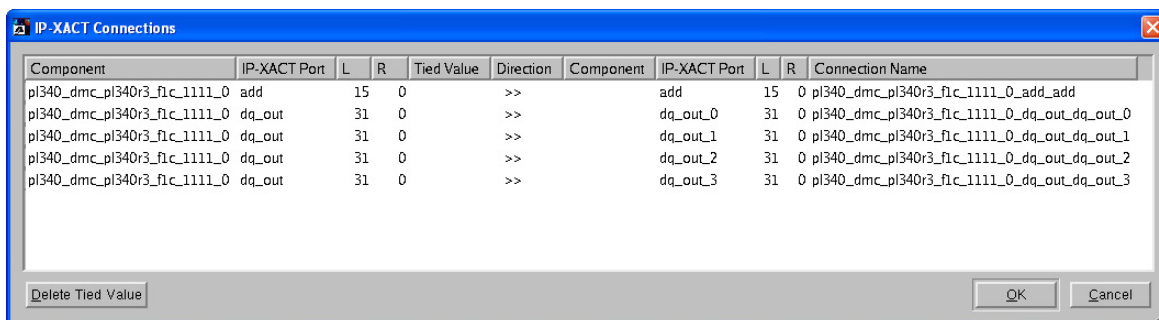 IP-XACT Connections
Component IP-XACT Port L R Tied Value Direction Component IP-XACT Port L R Connection Name
pl340_dmc_pl340r3_f1c_1111_0 add 15 0 >> add 15 0 pl340_dmc_pl340r3_f1c_1111_0_add_add
pl340_dmc_pl340r3_f1c_1111_0 dq_out 31 0 >> dq_out_0 31 0 pl340_dmc_pl340r3_f1c_1111_0_dq_out_dq_out_0
pl340_dmc_pl340r3_f1c_1111_0 dq_out 31 0 >> dq_out_1 31 0 pl340_dmc_pl340r3_f1c_1111_0_dq_out_dq_out_1
pl340_dmc_pl340r3_f1c_1111_0 dq_out 31 0 >> dq_out_2 31 0 pl340_dmc_pl340r3_f1c_1111_0_dq_out_dq_out_2
pl340_dmc_pl340r3_f1c_1111_0 dq_out 31 0 >> dq_out_3 31 0 pl340_dmc_pl340r3_f1c_1111_0_dq_out_dq_out_3
Delete Tied Value OK Cancel